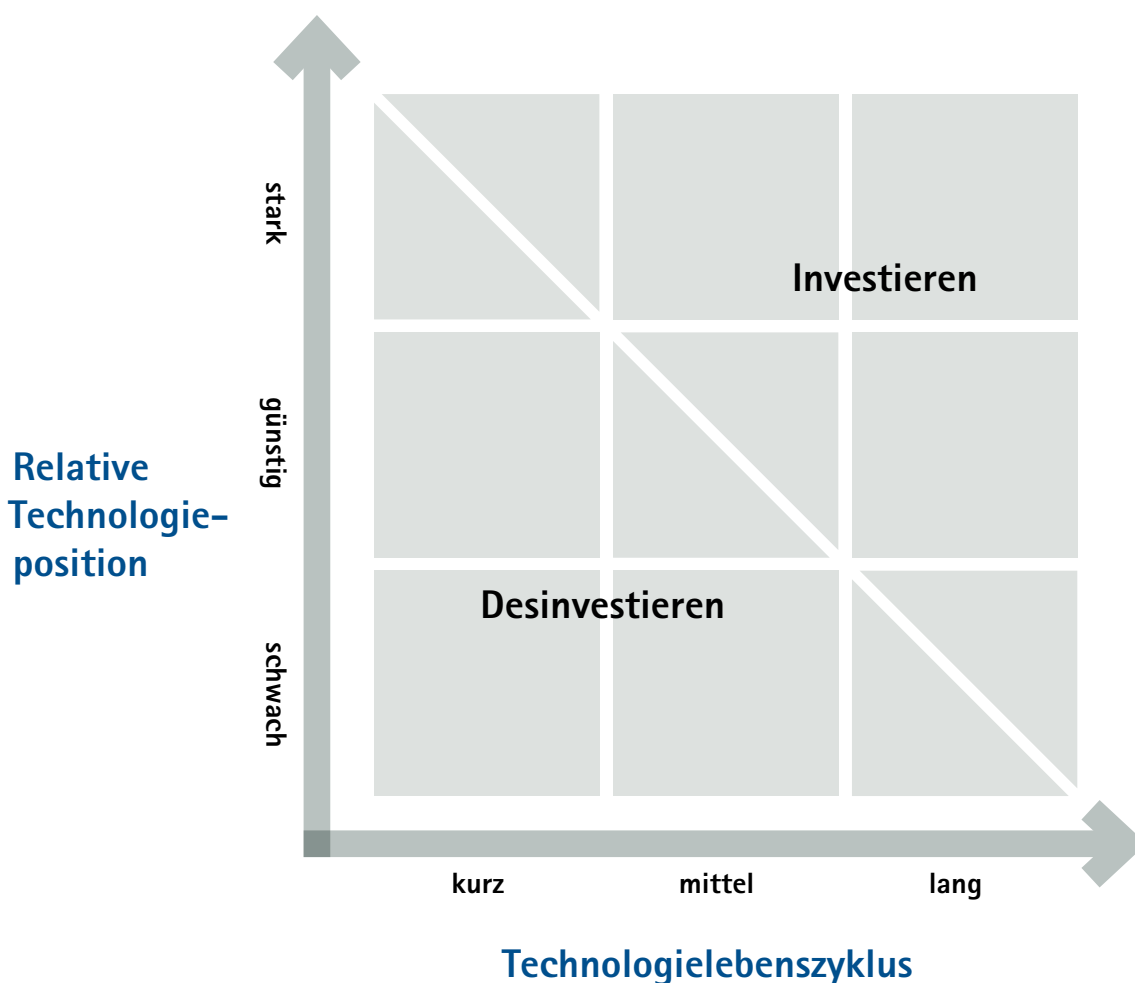 stark
Investieren
günstig
Relative
Technologie-
position
Desinvestieren
schwach
kurz mittel lang
Technologielebenszyklus